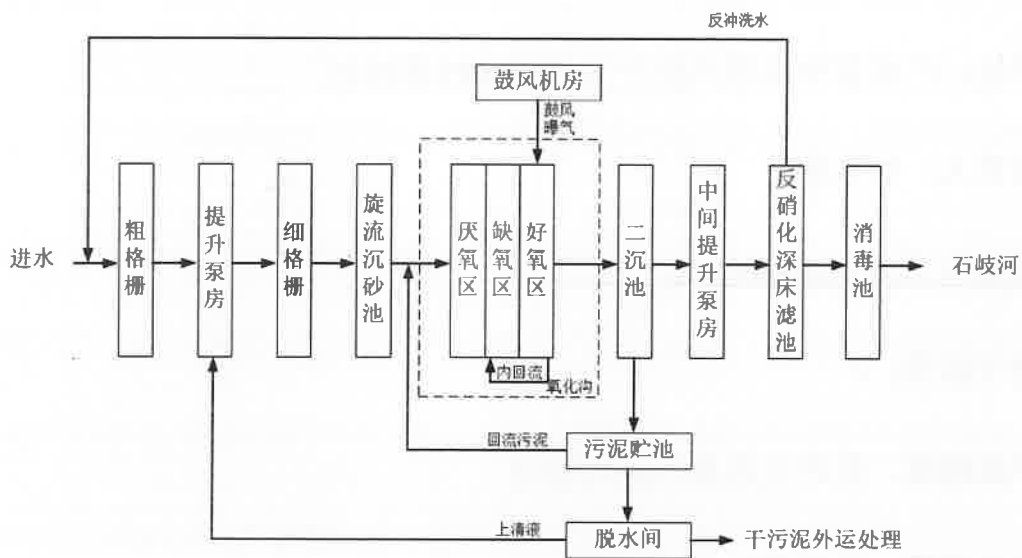 反冲洗水
鼓风机房
鼓风
曝气
进水
粗格栅
提升泵房
细格栅
旋流沉砂池
厌氧区
缺氧区
好氧区
二沉池
中间提升泵房
反硝化深床滤池
消毒池
石岐河
内回流
氧化沟
回流污泥
污泥贮池
上清液
脱水间
干污泥外运处理